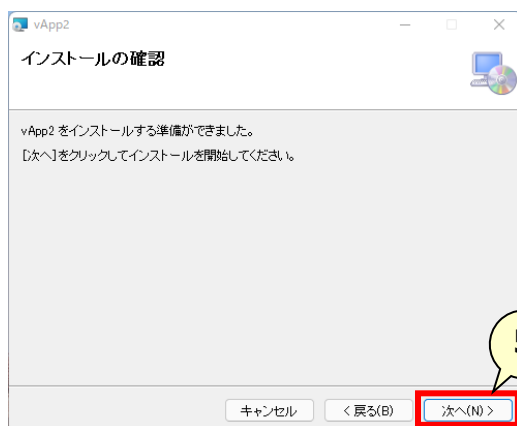 vApp2
インストールの確認
vApp2 をインストールする準備ができました。
[次へ]をクリックしてインストールを開始してください。
キャンセル
< 戻る(B)
次へ(N) >